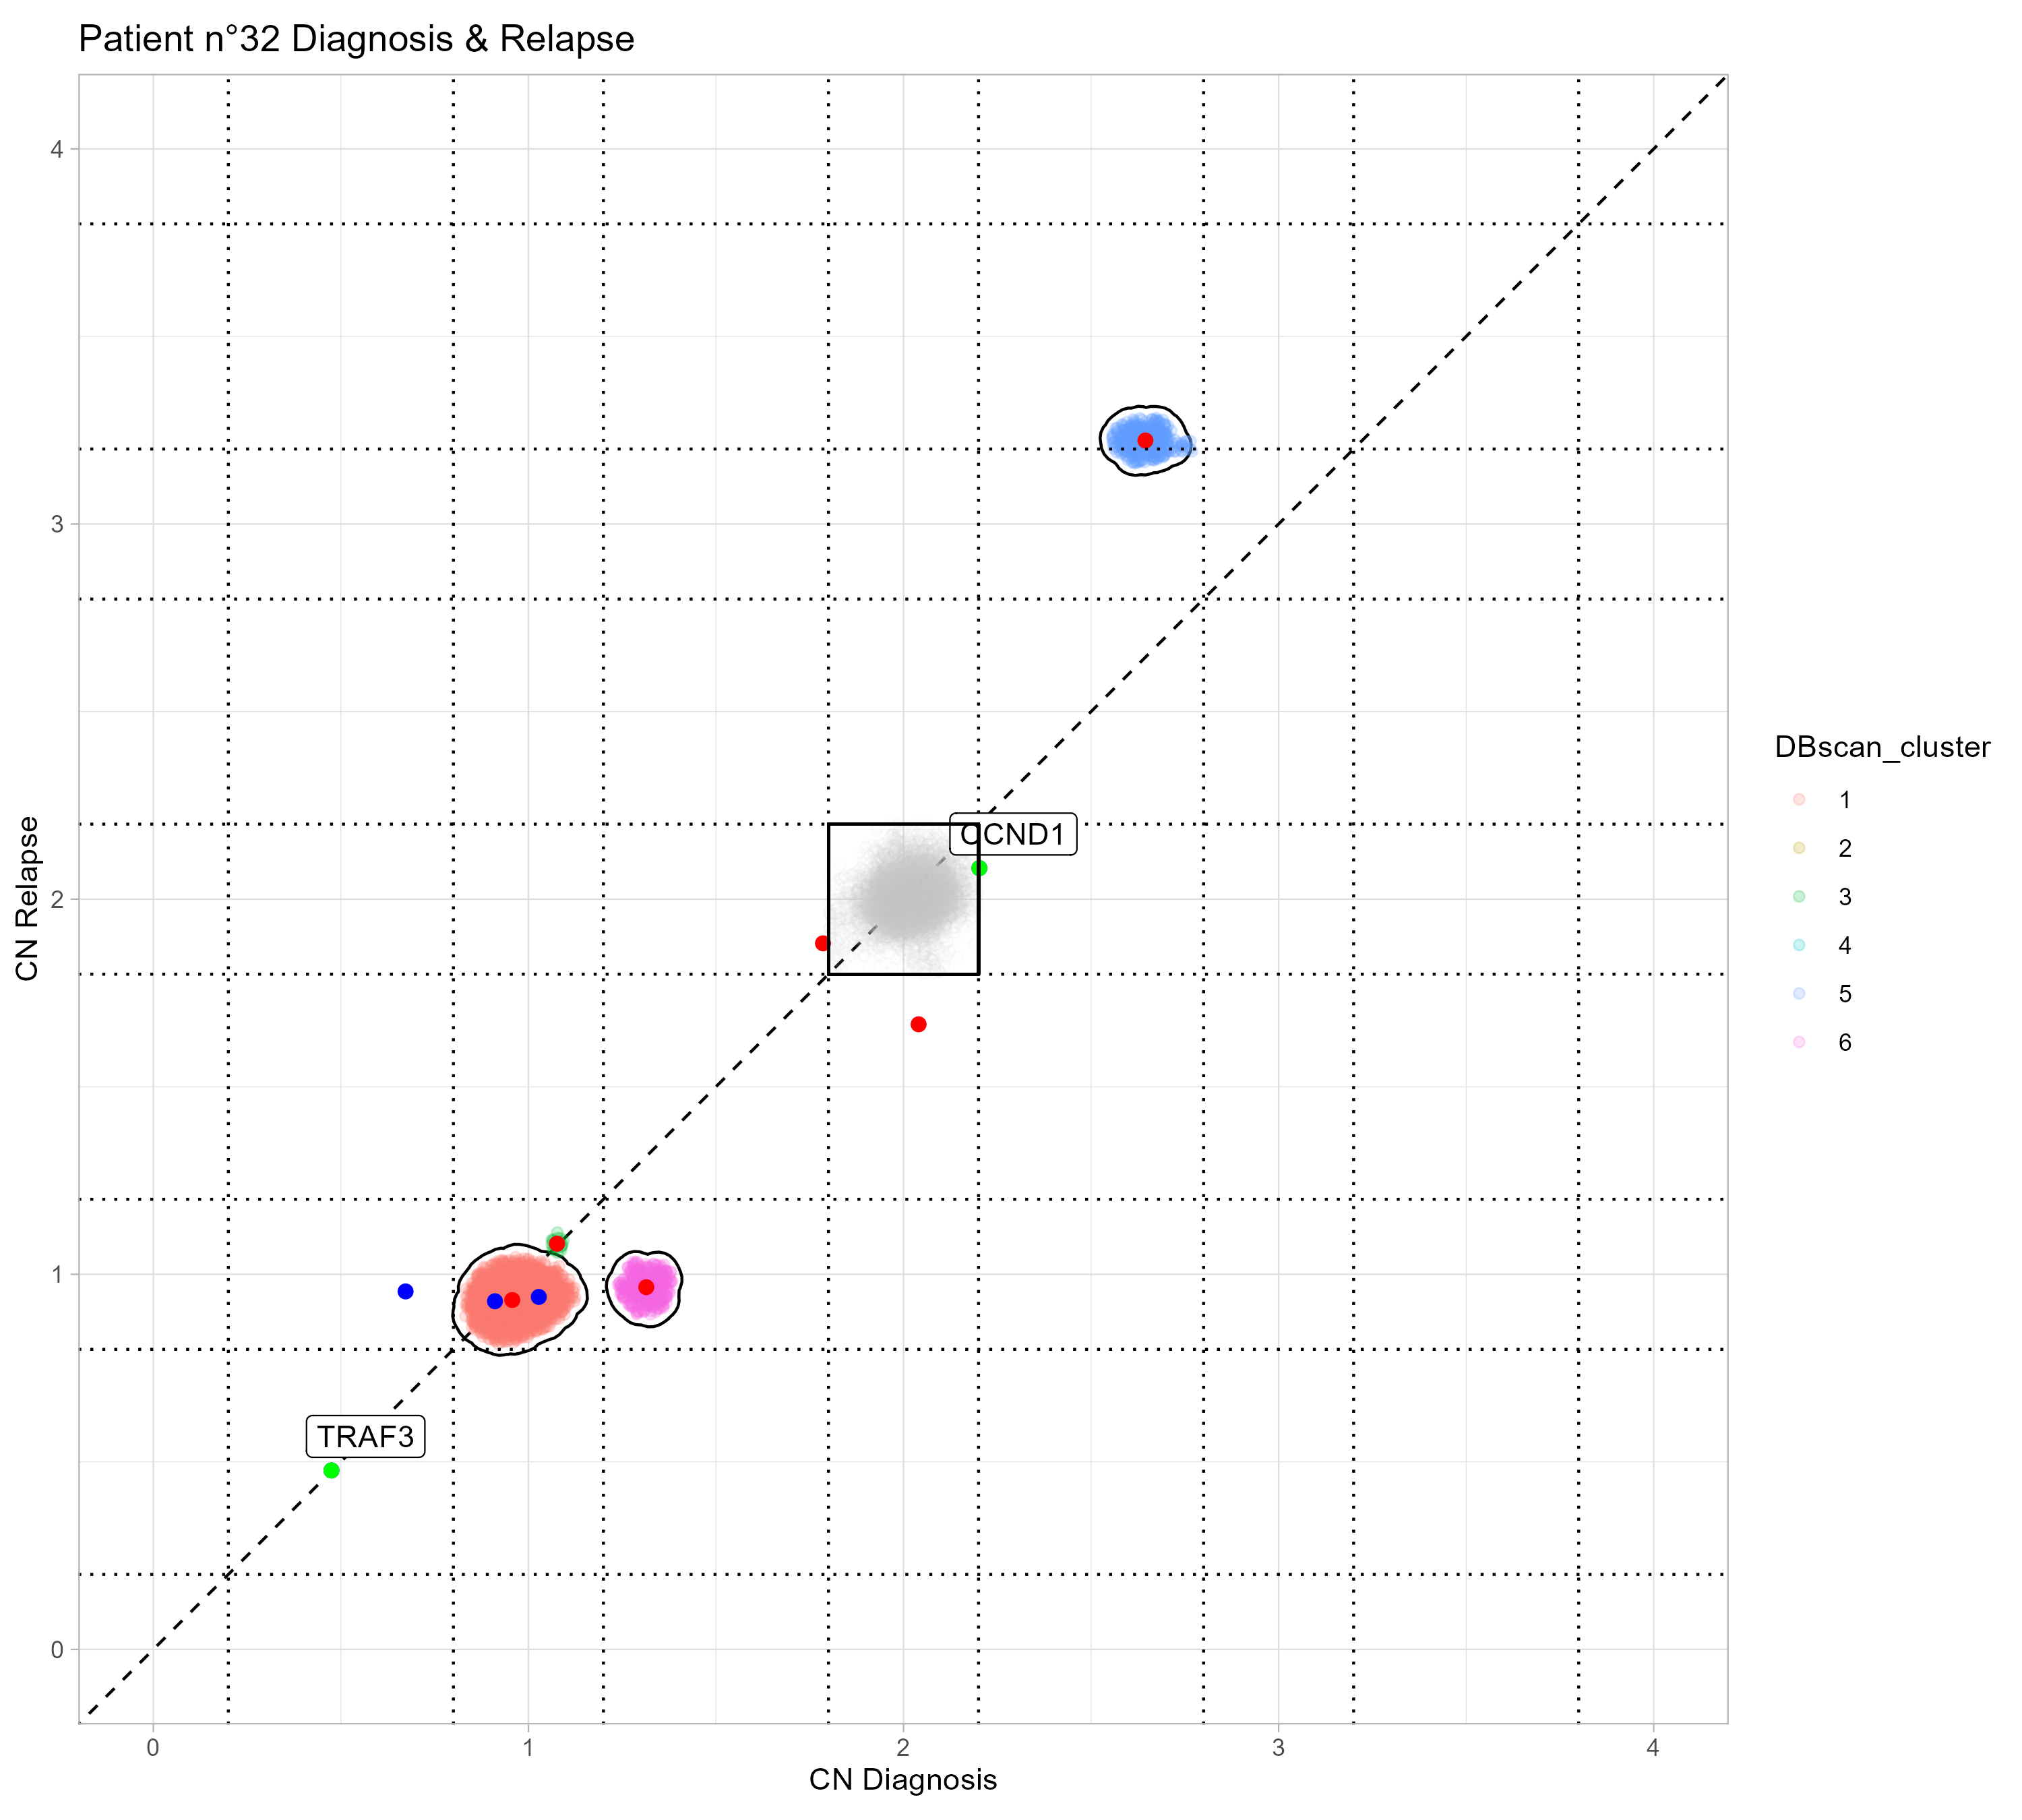 Patient n°32 Diagnosis & Relapse
4
3
2
1
0
CN Relapse
CCND1
TRAF3
0 1 2 3 4
CN Diagnosis
DBscan_cluster
1
2
3
4
5
6